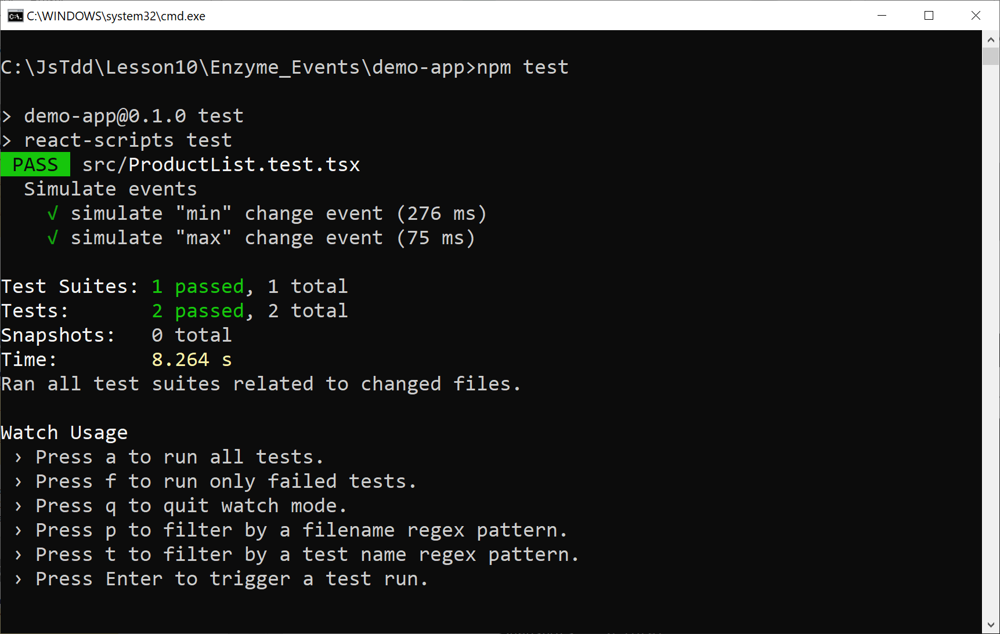 C:\WINDOWS\system32\cmd.exe
C:\JsTdd\Lesson10\Enzyme_Events\demo-app>npm test
> demo-app@0.1.0 test
> react-scripts test
PASS src/ProductList.test.tsx
Simulate events
√ simulate "min" change event (276 ms)
√ simulate "max" change event (75 ms)
Test Suites: 1 passed, 1 total
Tests: 2 passed, 2 total
Snapshots: 0 total
Time: 8.264 s
Ran all test suites related to changed files.
Watch Usage
› Press a to run all tests.
› Press f to run only failed tests.
› Press q to quit watch mode.
› Press p to filter by a filename regex pattern.
› Press t to filter by a test name regex pattern.
› Press Enter to trigger a test run.